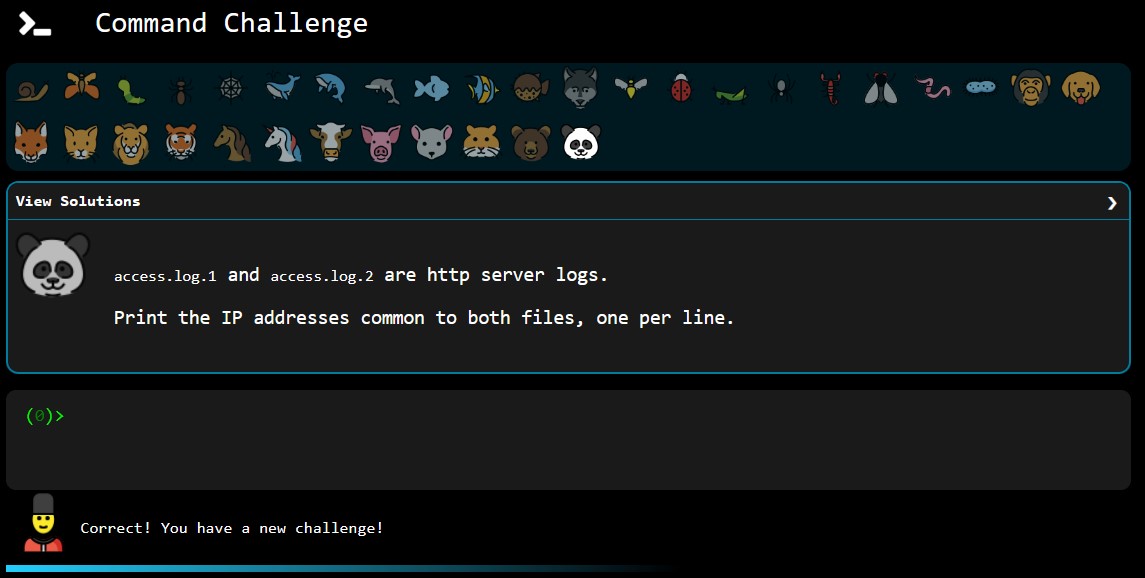 Command Challenge
View Solutions
access.log.1 and access.log.2 are http server logs.
Print the IP addresses common to both files, one per line.
(0)>
Correct! You have a new challenge!